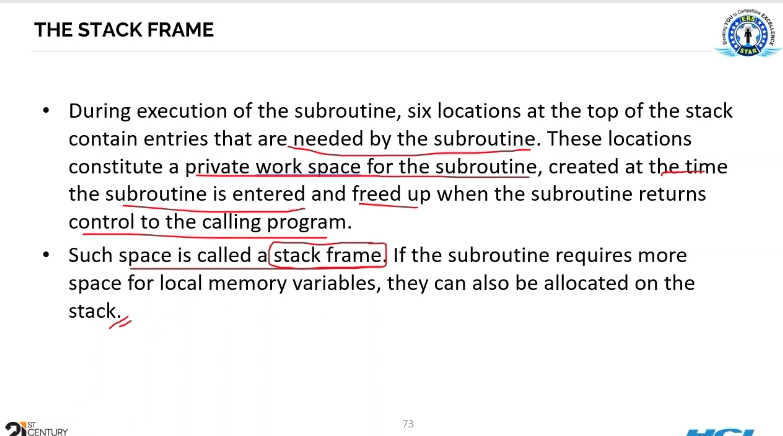 THE STACK FRAME
• During execution of the subroutine, six locations at the top of the stack
contain entries that are needed by the subroutine. These locations
constitute a private work space for the subroutine, created at the time
the subroutine is entered and freed up when the subroutine returns
control to the calling program.
• Such space is called a stack frame. If the subroutine requires more
space for local memory variables, they can also be allocated on the
stack.
21ST
CENTURY
73